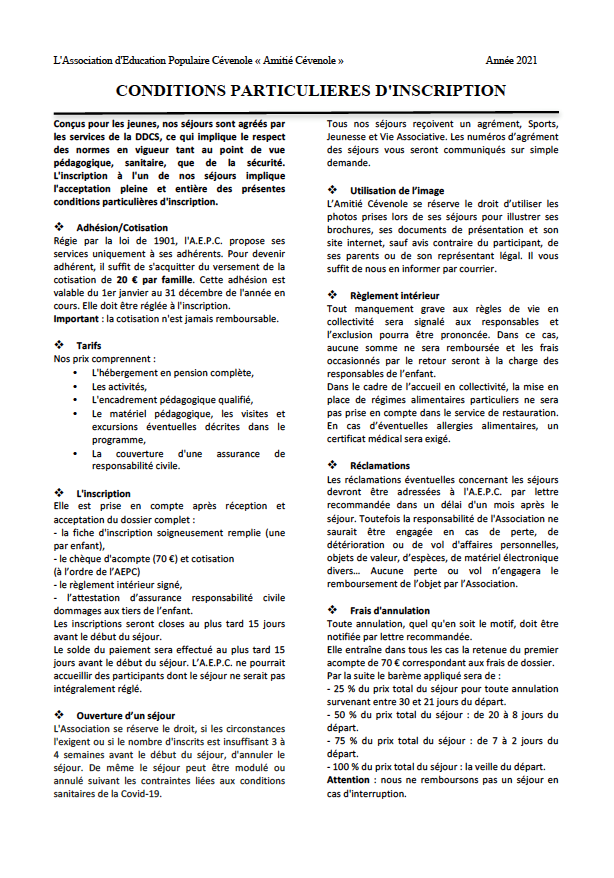 L'Association d'Education Populaire Cévenole « Amitié Cévenole » Année 2021
CONDITIONS PARTICULIERES D'INSCRIPTION
Conçus pour les jeunes, nos séjours sont agréés par
les services de la DDCS, ce qui implique le respect
des normes en vigueur tant au point de vue
pédagogique, sanitaire, que de la sécurité.
L'inscription à l'un de nos séjours implique
l'acceptation pleine et entière des présentes
conditions particulières d'inscription.
❖ Adhésion/Cotisation
Régie par la loi de 1901, l'A.E.P.C. propose ses
services uniquement à ses adhérents. Pour devenir
adhérent, il suffit de s'acquitter du versement de la
cotisation de 20 € par famille. Cette adhésion est
valable du 1er janvier au 31 décembre de l'année en
cours. Elle doit être réglée à l'inscription.
Important : la cotisation n'est jamais remboursable.
❖ Tarifs
Nos prix comprennent :
• L'hébergement en pension complète,
• Les activités,
• L'encadrement pédagogique qualifié,
• Le matériel pédagogique, les visites et
excursions éventuelles décrites dans le
programme,
• La couverture d'une assurance de
responsabilité civile.
❖ L'inscription
Elle est prise en compte après réception et
acceptation du dossier complet :
- la fiche d'inscription soigneusement remplie (une
par enfant),
- le chèque d'acompte (70 €) et cotisation
(à l'ordre de l'AEPC)
- le règlement intérieur signé,
- l'attestation d'assurance responsabilité civile
dommages aux tiers de l'enfant.
Les inscriptions seront closes au plus tard 15 jours
avant le début du séjour.
Le solde du paiement sera effectué au plus tard 15
jours avant le début du séjour. L'A.E.P.C. ne pourrait
accueillir des participants dont le séjour ne serait pas
intégralement réglé.
❖ Ouverture d'un séjour
L'Association se réserve le droit, si les circonstances
l'exigent ou si le nombre d'inscrits est insuffisant 3 à
4 semaines avant le début du séjour, d'annuler le
séjour. De même le séjour peut être modulé ou
annulé suivant les contraintes liées aux conditions
sanitaires de la Covid-19.
Tous nos séjours reçoivent un agrément, Sports,
Jeunesse et Vie Associative. Les numéros d'agrément
des séjours vous seront communiqués sur simple
demande.
❖ Utilisation de l'image
L'Amitié Cévenole se réserve le droit d'utiliser les
photos prises lors de ses séjours pour illustrer ses
brochures, ses documents de présentation et son
site internet, sauf avis contraire du participant, de
ses parents ou de son représentant légal. Il vous
suffit de nous en informer par courrier.
❖ Règlement intérieur
Tout manquement grave aux règles de vie en
collectivité sera signalé aux responsables et
l'exclusion pourra être prononcée. Dans ce cas,
aucune somme ne sera remboursée et les frais
occasionnés par le retour seront à la charge des
responsables de l'enfant.
Dans le cadre de l'accueil en collectivité, la mise en
place de régimes alimentaires particuliers ne sera
pas prise en compte dans le service de restauration.
En cas d'éventuelles allergies alimentaires, un
certificat médical sera exigé.
❖ Réclamations
Les réclamations éventuelles concernant les séjours
devront être adressées à l'A.E.P.C. par lettre
recommandée dans un délai d'un mois après le
séjour. Toutefois la responsabilité de l'Association ne
saurait être engagée en cas de perte, de
détérioration ou de vol d'affaires personnelles,
objets de valeur, d'espèces, de matériel électronique
divers... Aucune perte ou vol n'engagera le
remboursement de l'objet par l'Association.
❖ Frais d'annulation
Toute annulation, quel qu'en soit le motif, doit être
notifiée par lettre recommandée.
Elle entraîne dans tous les cas la retenue du premier
acompte de 70 € correspondant aux frais de dossier.
Par la suite le barème appliqué sera de :
- 25 % du prix total du séjour pour toute annulation
survenant entre 30 et 21 jours du départ.
- 50 % du prix total du séjour : de 20 à 8 jours du
départ.
- 75 % du prix total du séjour : de 7 à 2 jours du
départ.
- 100 % du prix total du séjour : la veille du départ.
Attention : nous ne remboursons pas un séjour en
cas d'interruption.